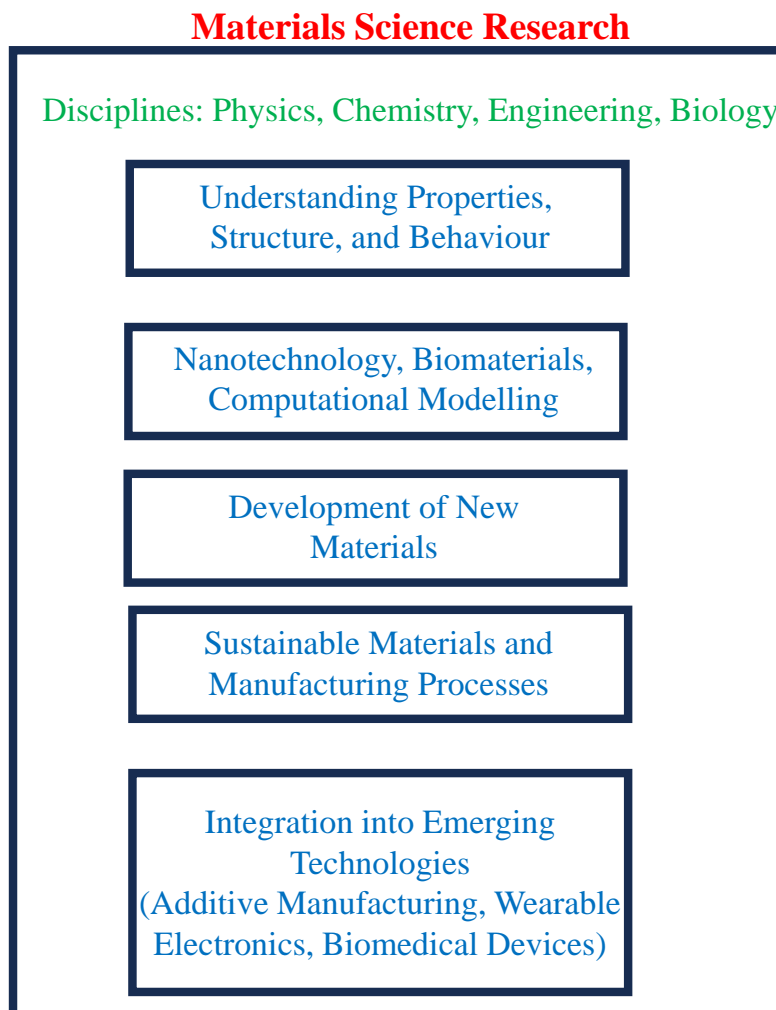 Materials Science Research
Disciplines: Physics, Chemistry, Engineering, Biology
Understanding Properties,
Structure, and Behaviour
Nanotechnology, Biomaterials,
Computational Modelling
Development of New
Materials
Sustainable Materials and
Manufacturing Processes
Integration into Emerging
Technologies
(Additive Manufacturing, Wearable
Electronics, Biomedical Devices)